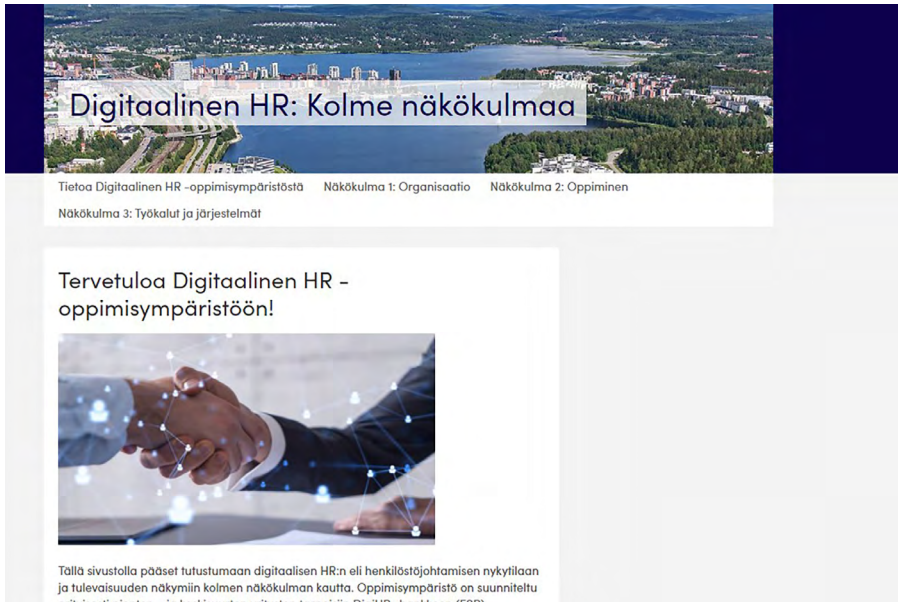 Digitaalinen HR: Kolme näkökulmaa
Tietoa Digitaalinen HR -oppimisympäristöstä Näkökulma 1: Organisaatio Näkökulma 2: Oppiminen
Näkökulma 3: Työkalut ja järjestelmät
Tervetuloa Digitaalinen HR -
oppimisympäristöön!
Tällä sivustolla pääset tutustumaan digitaalisen HR:n eli henkilöstöjohtamisen nykytilaan
ja tulevaisuuden näkymiin kolmen näkökulman kautta. Oppimisympäristö on suunniteltu